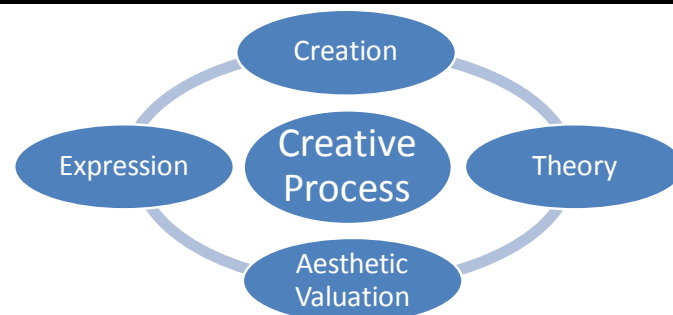 Creation
Expression
Creative
Process
Theory
Aesthetic
Valuation